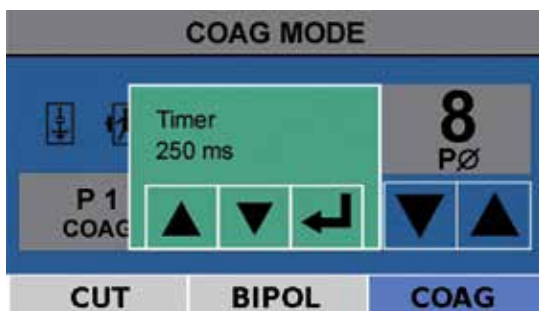 COAG MODE
Timer
250 ms
8
PØ
P 1
COAG
CUT BIPOL COAG